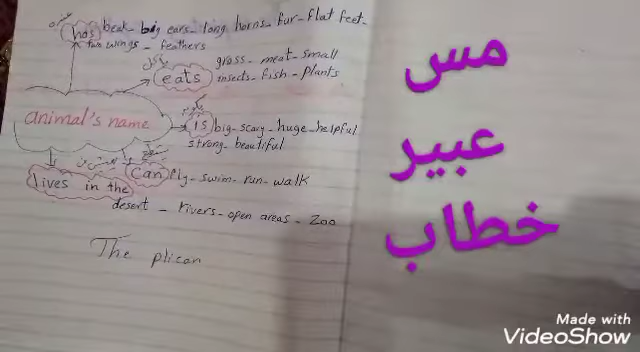 has beak - big ears - long horns - fur - flat feet -
two wings - feathers
grass - meat - small
eats insects - fish - plants
animal's name
is big - scary - huge - helpful
strong - beautiful
can fly - swim - run - walk
lives in the
desert - rivers - open areas - zoo
The plican
مس
عبير
خطاب
Made with
VideoShow